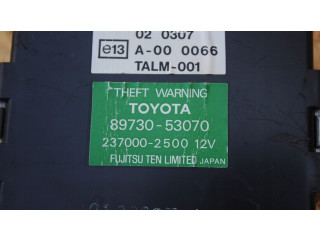 02 0307
e13 A-00 0066
TALM-001
THEFT WARNING
TOYOTA
89730-53070
237000-2500 12V
FUJITSU TEN LIMITED JAPAN